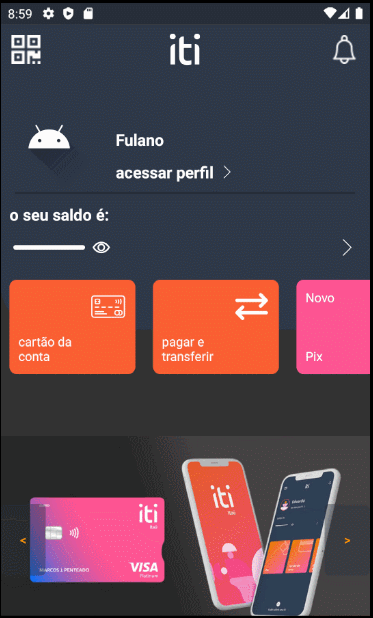 8:59
iti
Fulano
acessar perfil
o seu saldo é:
cartão da
conta
pagar e
transferir
Novo
Pix
iti
Itaú
iti
Itaú
iti
MARCOS J. PENTEADO
VISA
Platinum
<
>